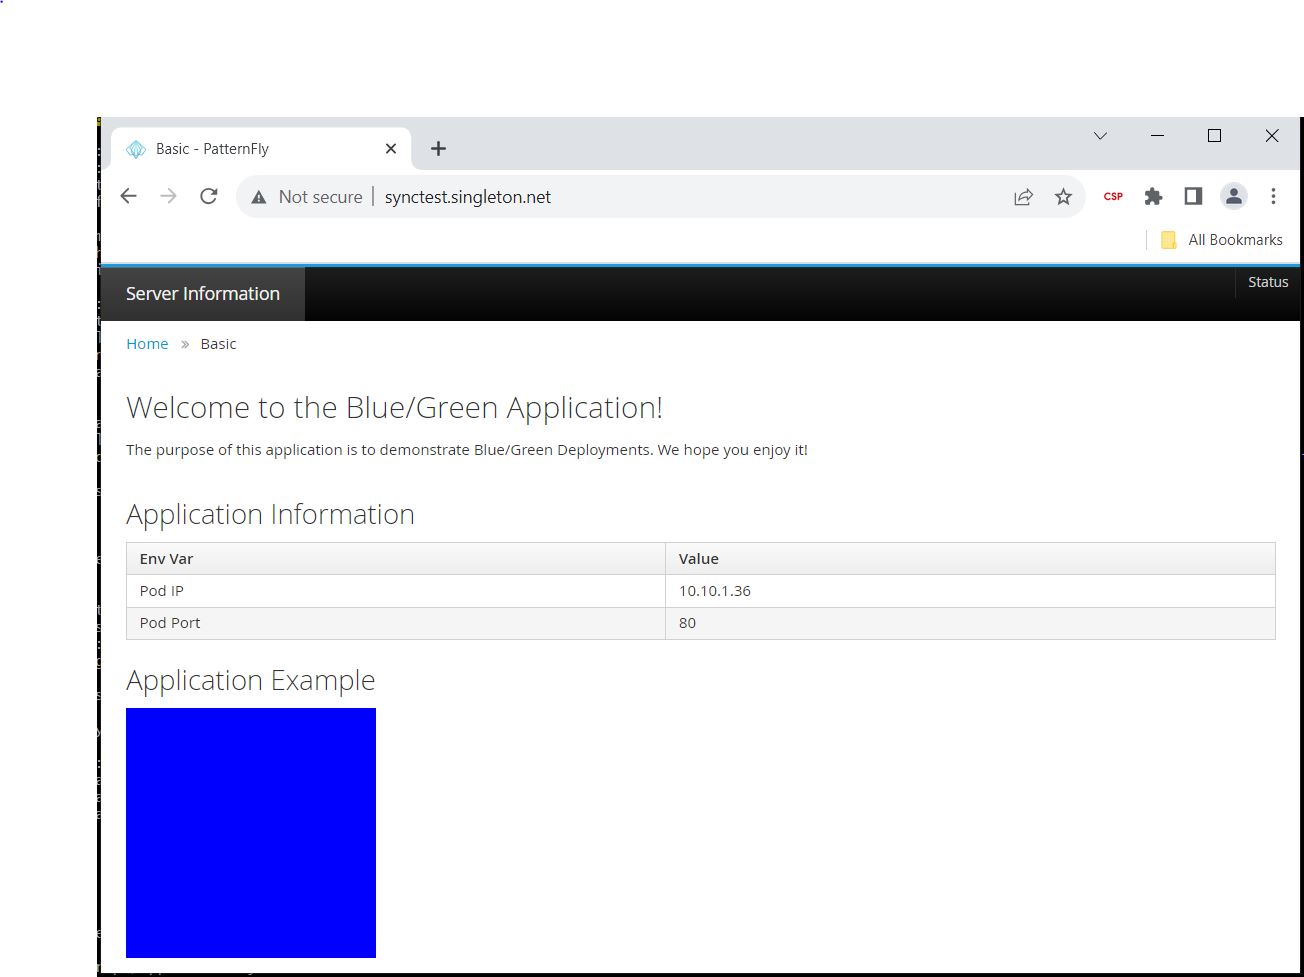 Basic - PatternFly
Not secure | synctest.singleton.net
CSP
All Bookmarks
Server Information
Status
Home » Basic
Welcome to the Blue/Green Application!
The purpose of this application is to demonstrate Blue/Green Deployments. We hope you enjoy it!
Application Information
Env Var Value
Pod IP 10.10.1.36
Pod Port 80
Application Example